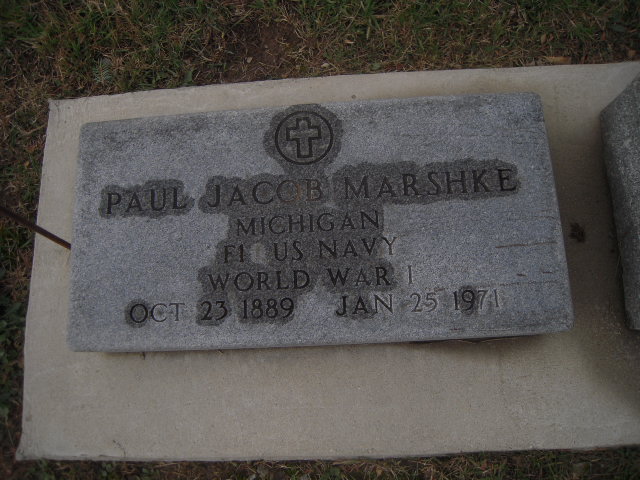 PAUL JACOB MARSHKE
MICHIGAN
F1 US NAVY
WORLD WAR I
OCT 23 1889 JAN 25 1971